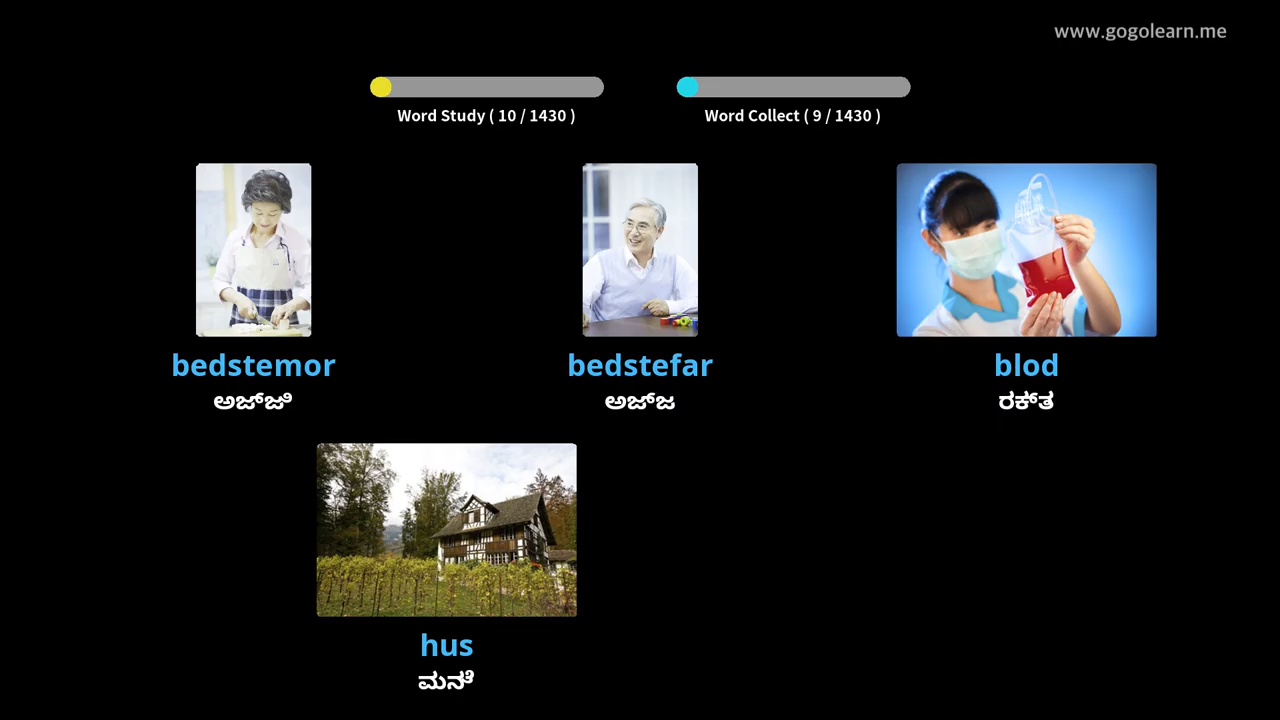 www.gogolearn.me
Word Study ( 10 / 1430 )
Word Collect ( 9 / 1430 )
bedstemor
ಅಜ್ಜಿ
bedstefar
ಅಜ್ಜ
blod
ರಕ್ತ
hus
ಮನೆ